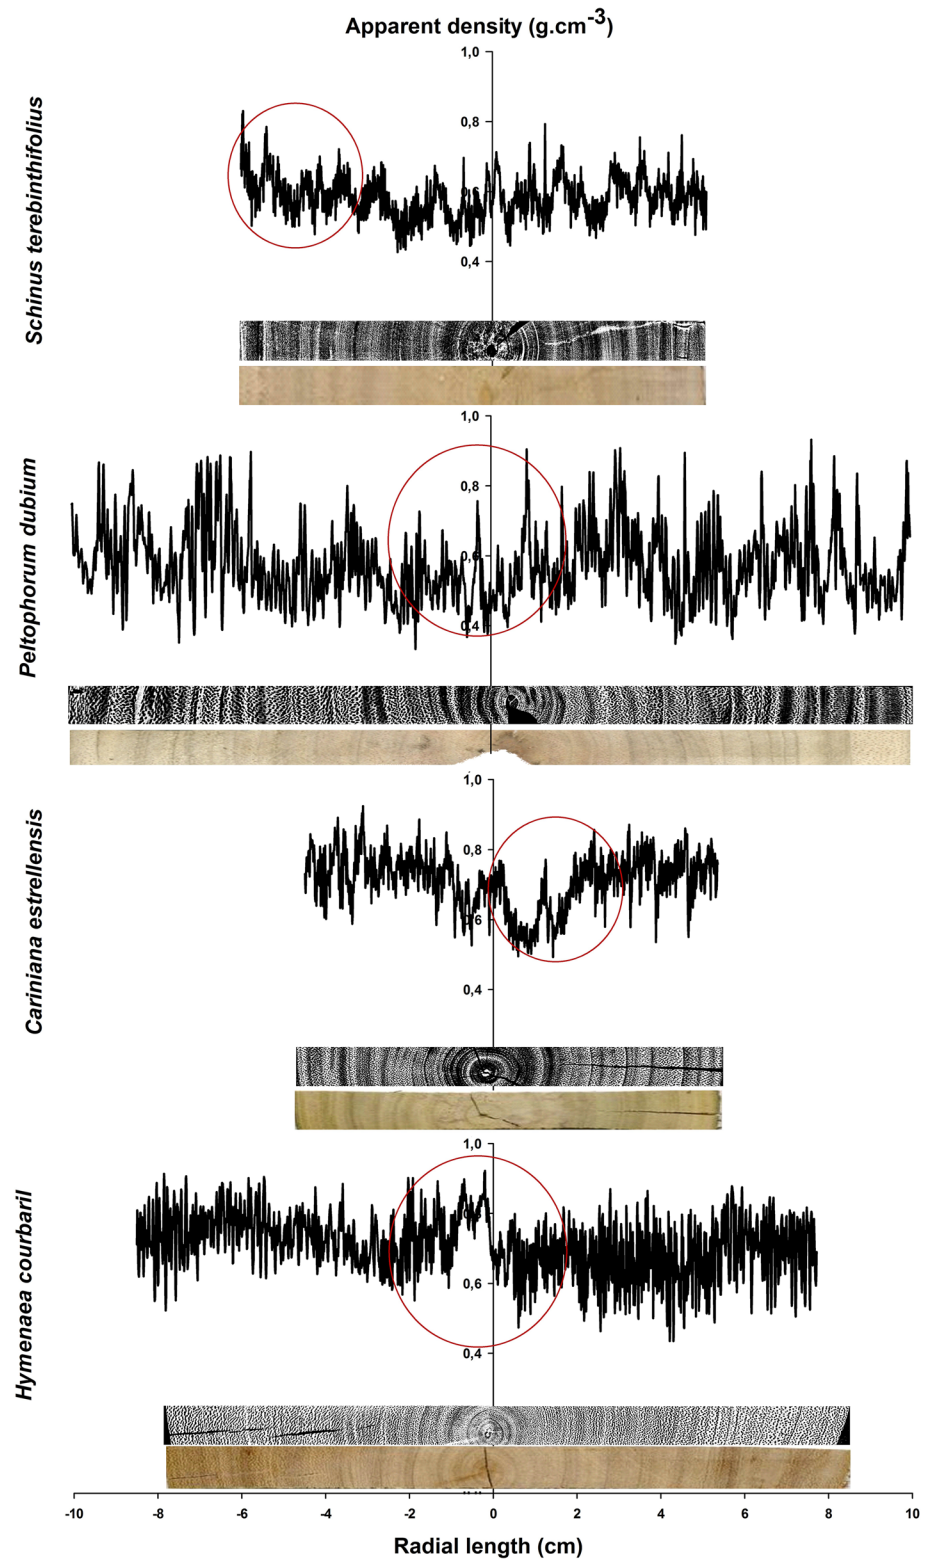 Apparent density (g.cm-3)
1,0
0,8
0,6
0,4
Schinus terebinthifolius
1,0
0,8
0,6
0,4
Peltophorum dubium
1,0
0,8
0,6
0,4
Cariniana estrellensis
1,0
0,8
0,6
0,4
Hymenaea courbaril
-10 -8 -6 -4 -2 0 2 4 6 8 10
Radial length (cm)